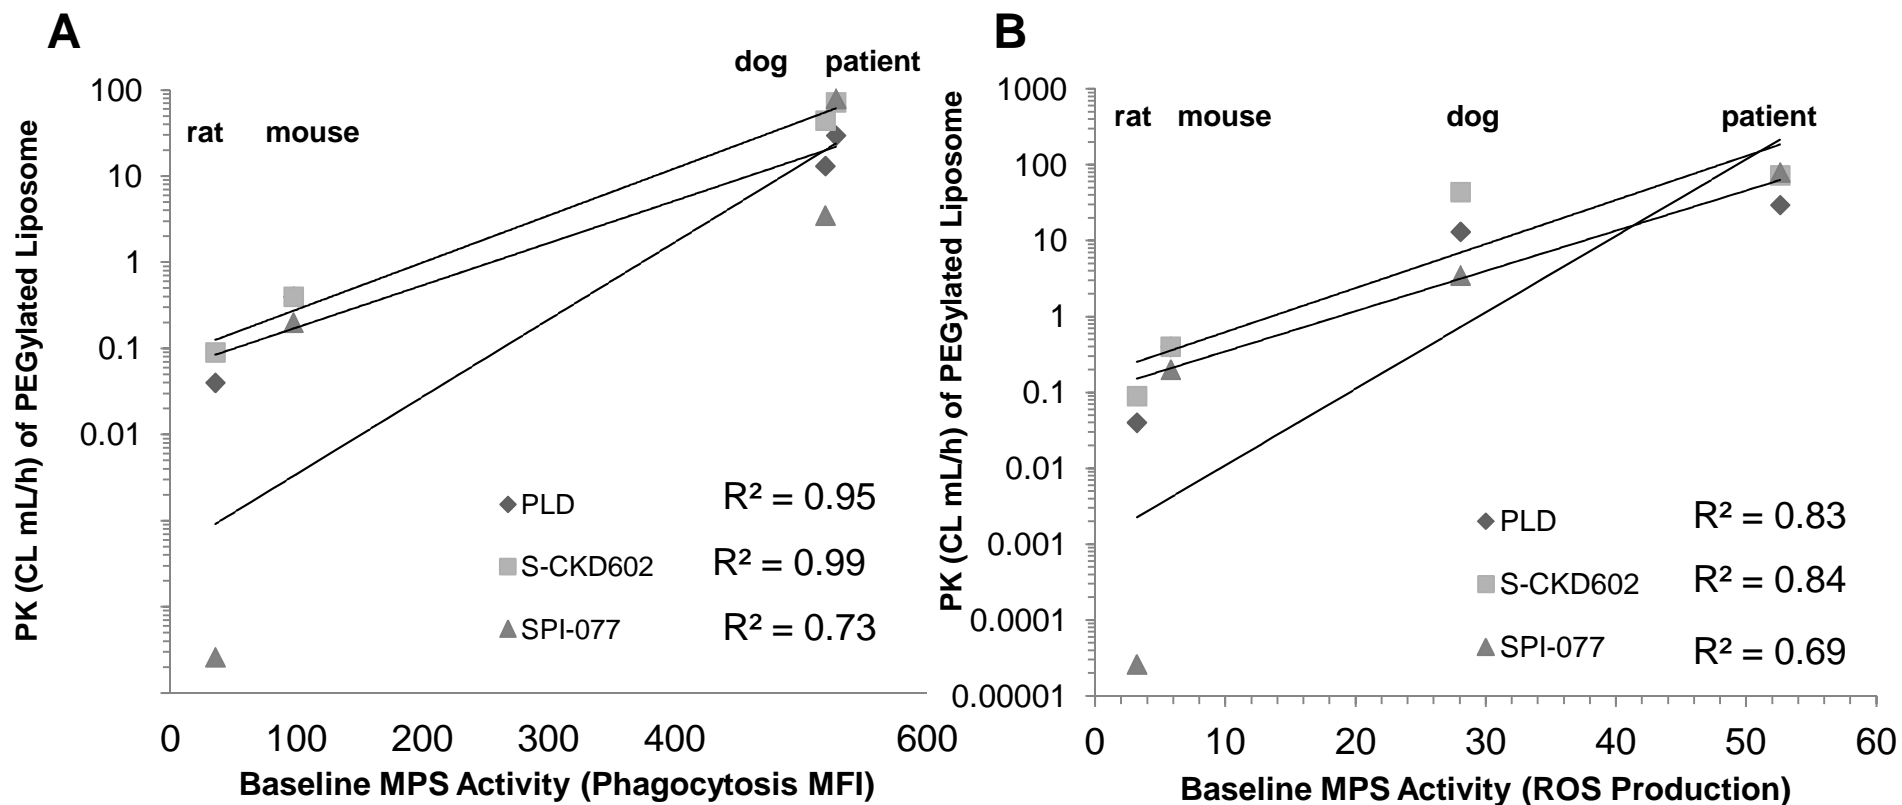 A
dog patient
rat mouse
PK (CL mL/h) of PEGylated Liposome
100
10
1
0.1
0.01
PLD R² = 0.95
S-CKD602 R² = 0.99
SPI-077 R² = 0.73
0 100 200 300 400 600
Baseline MPS Activity (Phagocytosis MFI)
B
rat mouse dog patient
PK (CL mL/h) of PEGylated Liposome
1000
100
10
1
0.1
0.01
0.001
0.0001
0.00001
PLD R² = 0.83
S-CKD602 R² = 0.84
SPI-077 R² = 0.69
0 10 20 30 40 50 60
Baseline MPS Activity (ROS Production)